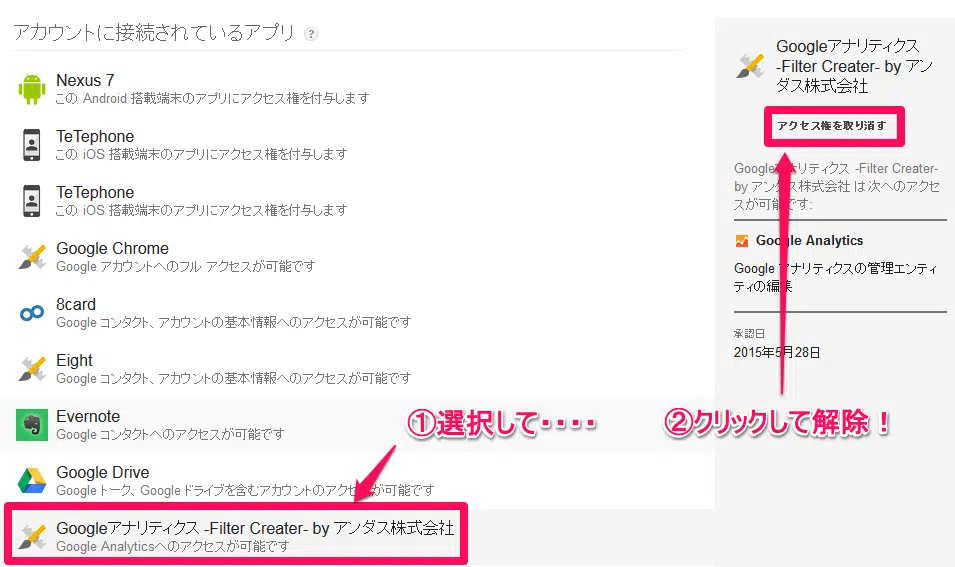 アカウントに接続されているアプリ ?
Nexus 7
この Android 搭載端末のアプリにアクセス権を付与します
TeTephone
この iOS 搭載端末のアプリにアクセス権を付与します
TeTephone
この iOS 搭載端末のアプリにアクセス権を付与します
Google Chrome
Google アカウントへのフル アクセスが可能です
8card
Google コンタクト、アカウントの基本情報へのアクセスが可能です
Eight
Google コンタクト、アカウントの基本情報へのアクセスが可能です
Evernote
Google コンタクトへのアクセスが可能です
Google Drive
Google トーク、Google ドライブを含むアカウントのアクセスが可能です
Googleアナリティクス -Filter Creater- by アンダス株式会社
Google Analyticsへのアクセスが可能です
①選択して・・・・
Googleアナリティクス
-Filter Creater- by アン
ダス株式会社
アクセス権を取り消す
Googleアナリティクス -Filter Creater-
by アンダス株式会社 は次へのアクセ
スが可能です:
Google Analytics
Google アナリティクスの管理エンティ
ティの編集
承認日
2015年5月28日
②クリックして解除！